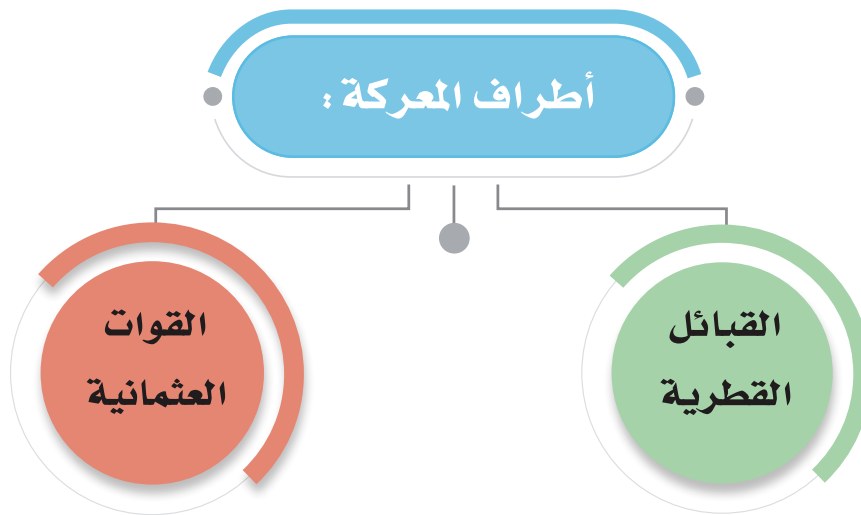 أطراف المعركة :
القبائل
القطرية
القوات
العثمانية